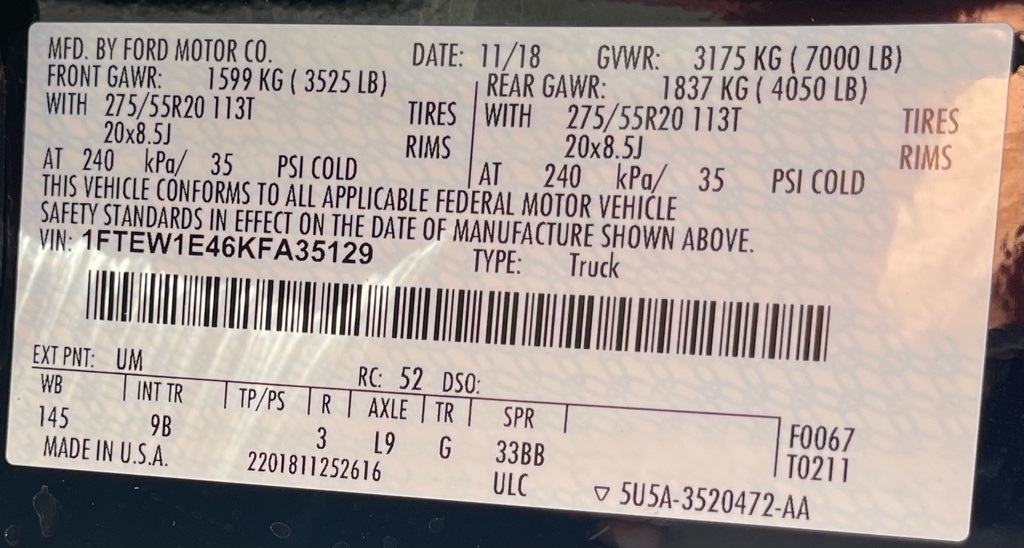 MFD. BY FORD MOTOR CO. DATE: 11/18 GVWR: 3175 KG ( 7000 LB)
FRONT GAWR: 1599 KG ( 3525 LB) REAR GAWR: 1837 KG ( 4050 LB)
WITH 275/55R20 113T TIRES WITH 275/55R20 113T TIRES
20x8.5J RIMS 20x8.5J RIMS
AT 240 kPa/ 35 PSI COLD AT 240 kPa/ 35 PSI COLD
THIS VEHICLE CONFORMS TO ALL APPLICABLE FEDERAL MOTOR VEHICLE
SAFETY STANDARDS IN EFFECT ON THE DATE OF MANUFACTURE SHOWN ABOVE.
VIN: 1FTEW1E46KFA35129 TYPE: Truck
EXT PNT: UM RC: 52 DSO:
WB INT TR TP/PS R AXLE TR SPR
145 9B 3 L9 G 33BB F0067
MADE IN U.S.A. 2201811252616 ULC T0211
▽ 5U5A-3520472-AA